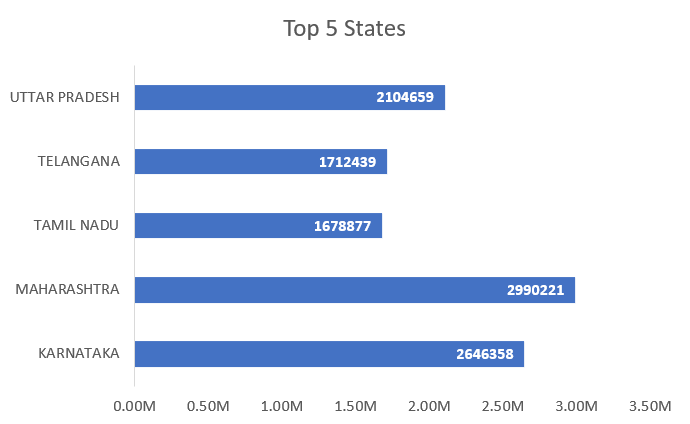 Top 5 States
UTTAR PRADESH 2104659
TELANGANA 1712439
TAMIL NADU 1678877
MAHARASHTRA 2990221
KARNATAKA 2646358
0.00M 0.50M 1.00M 1.50M 2.00M 2.50M 3.00M 3.50M